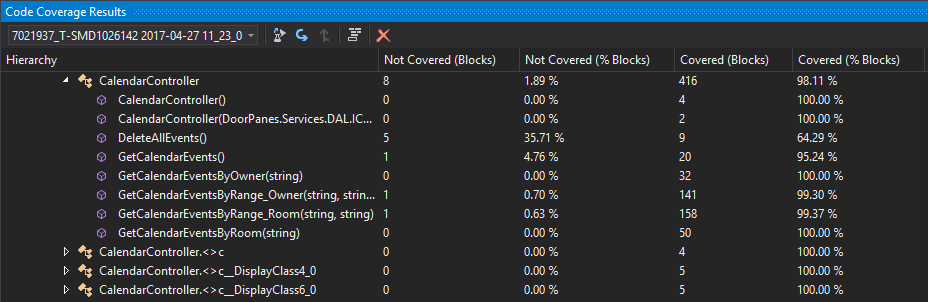 Code Coverage Results
7021937_T-SMD1026142 2017-04-27 11_23_0
Hierarchy Not Covered (Blocks) Not Covered (% Blocks) Covered (Blocks) Covered (% Blocks)
CalendarController 8 1.89 % 416 98.11 %
CalendarController() 0 0.00 % 4 100.00 %
CalendarController(DoorPanes.Services.DAL.IC... 0 0.00 % 2 100.00 %
DeleteAllEvents() 5 35.71 % 9 64.29 %
GetCalendarEvents() 1 4.76 % 20 95.24 %
GetCalendarEventsByOwner(string) 0 0.00 % 32 100.00 %
GetCalendarEventsByRange_Owner(string, strin... 1 0.70 % 141 99.30 %
GetCalendarEventsByRange_Room(string, string) 1 0.63 % 158 99.37 %
GetCalendarEventsByRoom(string) 0 0.00 % 50 100.00 %
CalendarController.<>c 0 0.00 % 4 100.00 %
CalendarController.<>c__DisplayClass4_0 0 0.00 % 5 100.00 %
CalendarController.<>c__DisplayClass6_0 0 0.00 % 5 100.00 %